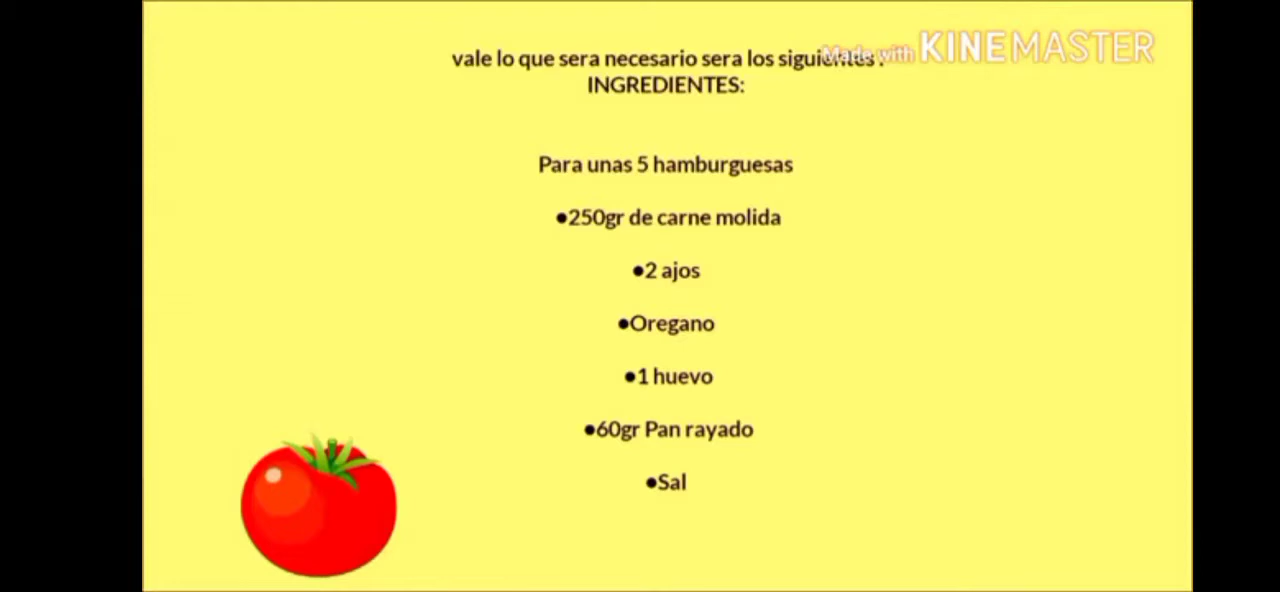 vale lo que sera necesario sera los siguientes :
Made with KINEMASTER
INGREDIENTES:
Para unas 5 hamburguesas
●250gr de carne molida
●2 ajos
●Oregano
●1 huevo
●60gr Pan rayado
●Sal